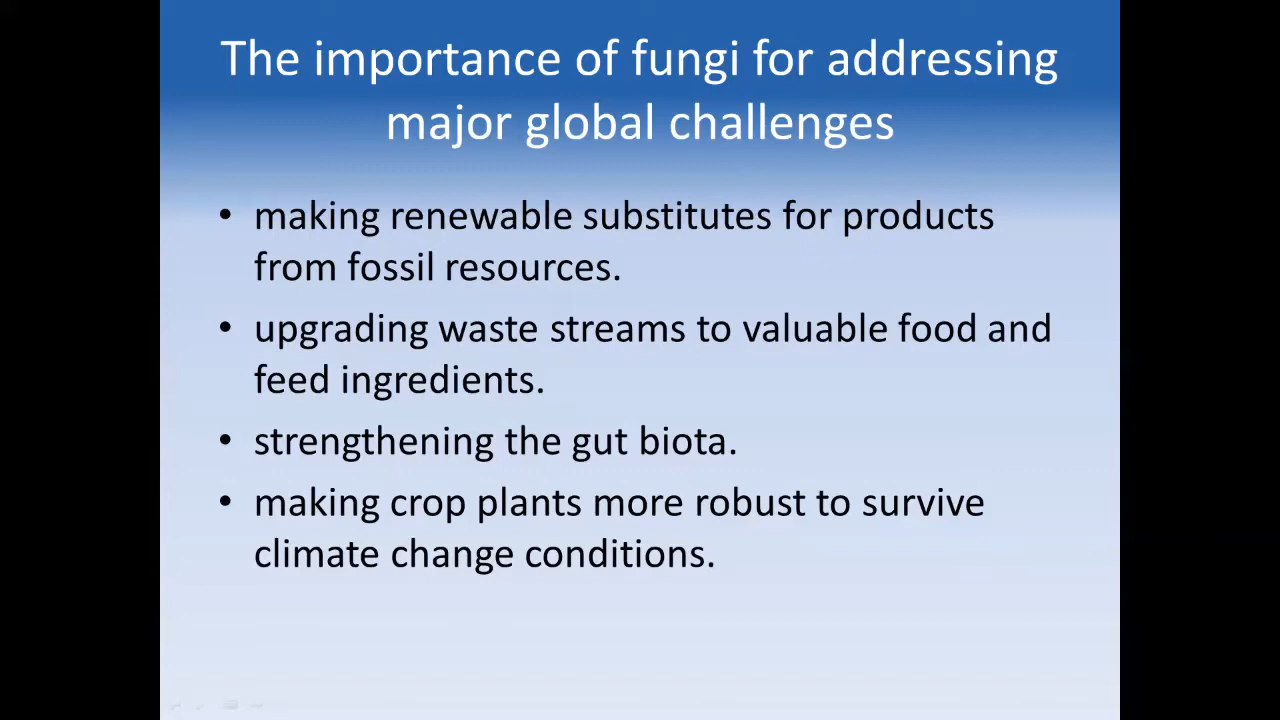 The importance of fungi for addressing
major global challenges
• making renewable substitutes for products
from fossil resources.
• upgrading waste streams to valuable food and
feed ingredients.
• strengthening the gut biota.
• making crop plants more robust to survive
climate change conditions.